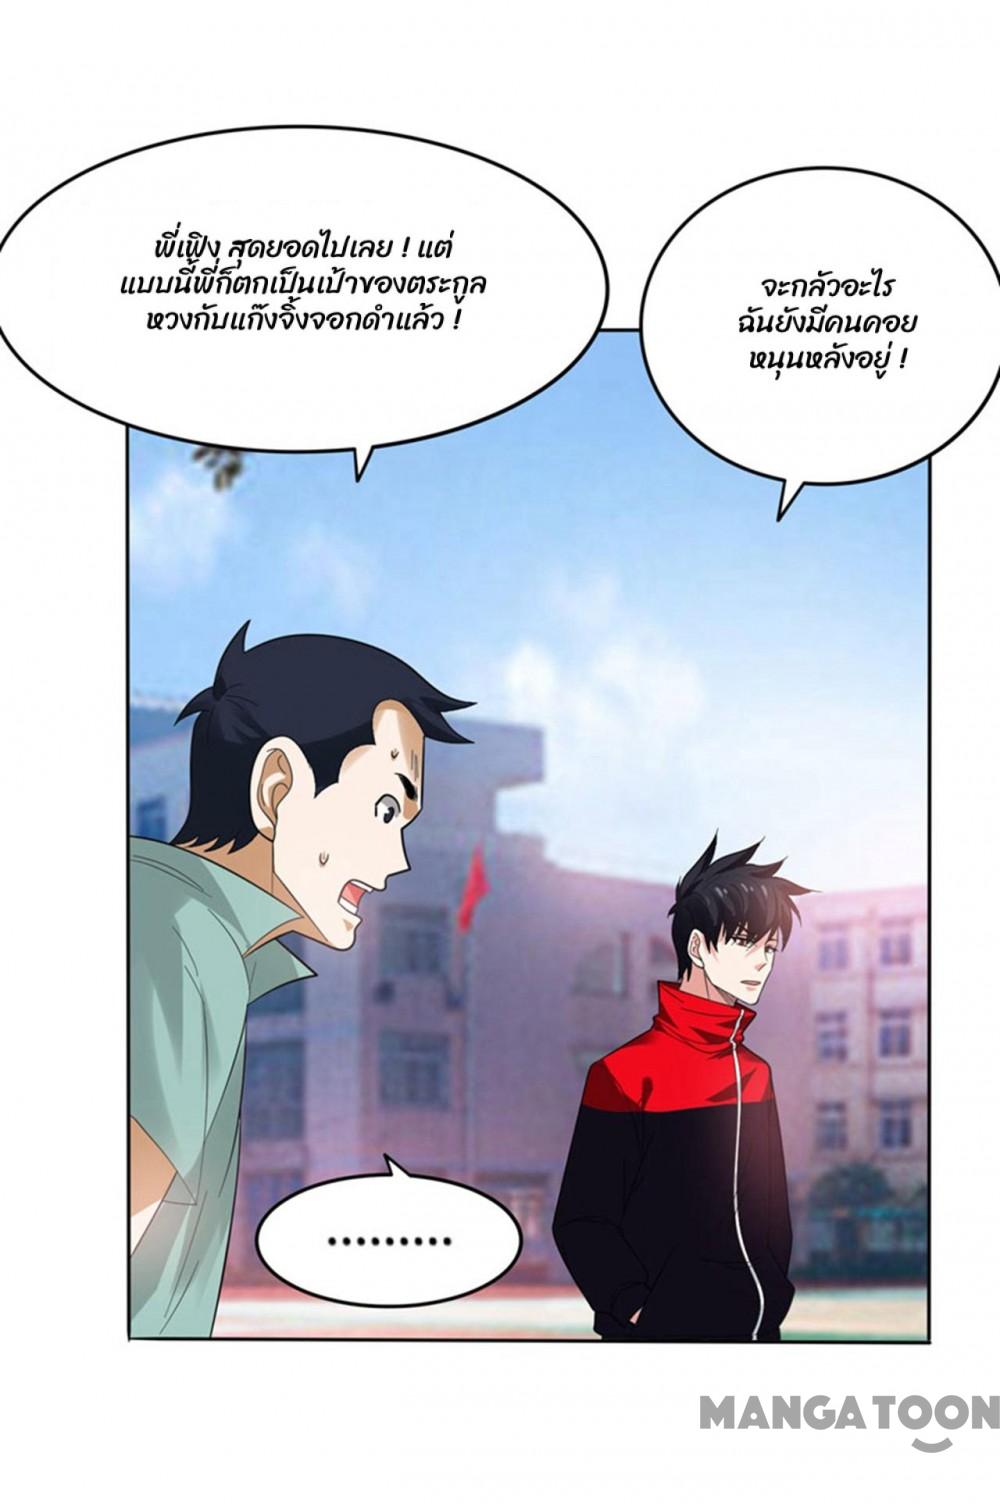 พี่เฟิง สุดยอดไปเลย ! แต่
แบบนี้พี่ก็ตกเป็นเป้าของตระกูล
หวงกับแก๊งจิ้งจอกดำแล้ว !
จะกลัวอะไร
ฉันยังมีคนคอย
หนุนหลังอยู่ !
.........
MANGATOON